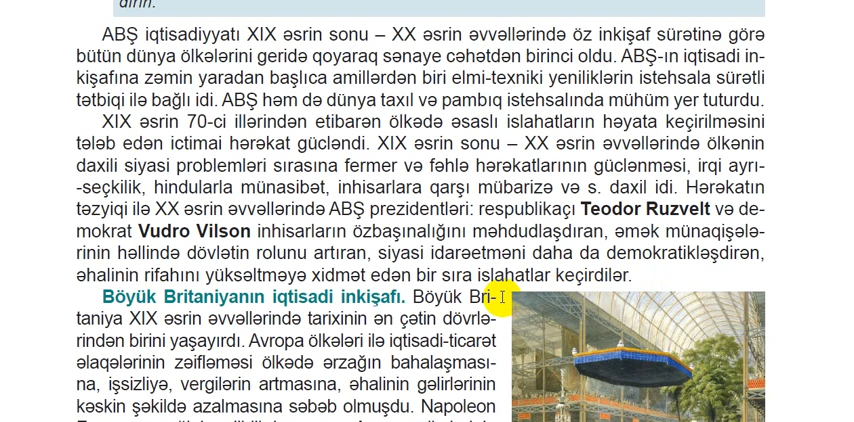 dirin.
ABŞ iqtisadiyyatı XIX əsrin sonu – XX əsrin əvvəllərində öz inkişaf sürətinə görə
bütün dünya ölkələrini geridə qoyaraq sənaye cəhətdən birinci oldu. ABŞ-ın iqtisadi in-
kişafına zəmin yaradan başlıca amillərdən biri elmi-texniki yeniliklərin istehsala sürətli
tətbiqi ilə bağlı idi. ABŞ həm də dünya taxıl və pambıq istehsalında mühüm yer tuturdu.
XIX əsrin 70-ci illərindən etibarən ölkədə əsaslı islahatların həyata keçirilməsini
tələb edən ictimai hərəkat gücləndi. XIX əsrin sonu – XX əsrin əvvəllərində ölkənin
daxili siyasi problemləri sırasına fermer və fəhlə hərəkatlarının güclənməsi, irqi ayrı-
-seçkilik, hindularla münasibət, inhisarlara qarşı mübarizə və s. daxil idi. Hərəkatın
təzyiqi ilə XX əsrin əvvəllərində ABŞ prezidentləri: respublikaçı Teodor Ruzvelt və de-
mokrat Vudro Vilson inhisarların özbaşınalığını məhdudlaşdıran, əmək münaqişələ-
rinin həllində dövlətin rolunu artıran, siyasi idarəetməni daha da demokratikləşdirən,
əhalinin rifahını yüksəltməyə xidmət edən bir sıra islahatlar keçirdilər.
Böyük Britaniyanın iqtisadi inkişafı. Böyük Bri-
taniya XIX əsrin əvvəllərində tarixinin ən çətin dövrlə-
rindən birini yaşayırdı. Avropa ölkələri ilə iqtisadi-ticarət
əlaqələrinin zəifləməsi ölkədə ərzağın bahalaşması-
na, işsizliyə, vergilərin artmasına, əhalinin gəlirlərinin
kəskin şəkildə azalmasına səbəb olmuşdu. Napoleon